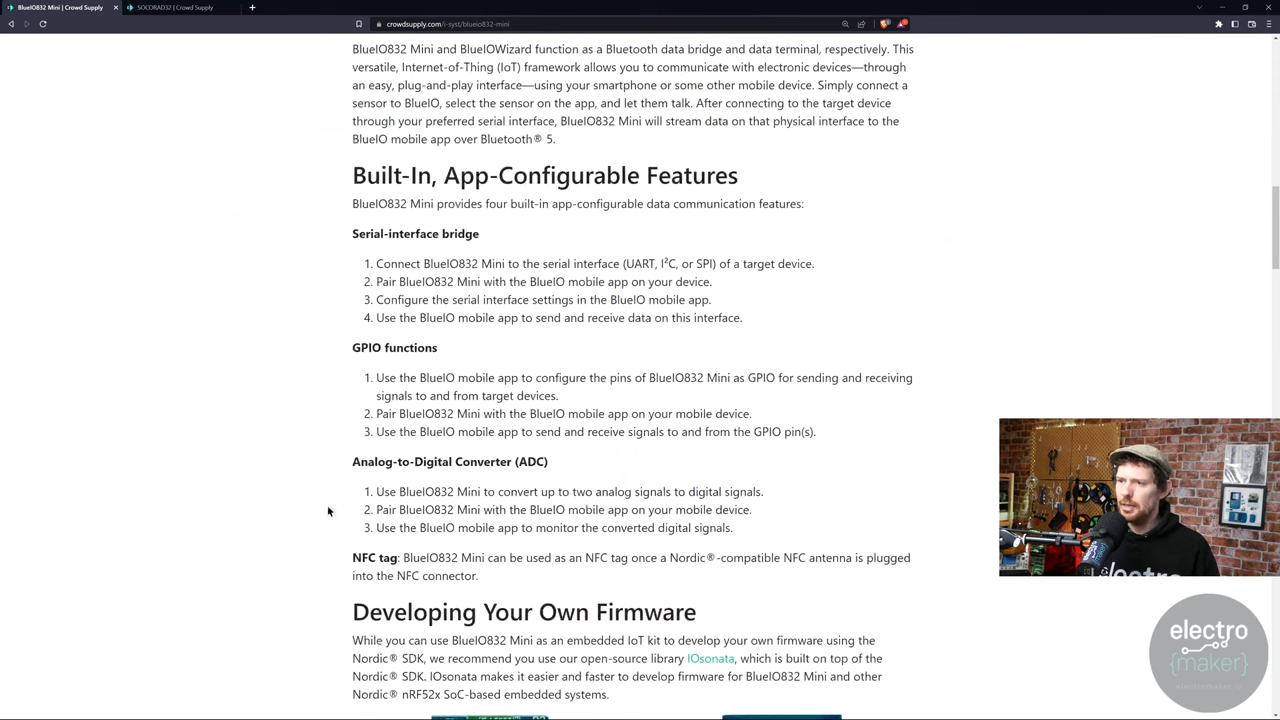 BlueIO832 Mini | Crowd Supply
SOCORAD32 | Crowd Supply
crowdsupply.com/i-syst/blueio832-mini
BlueIO832 Mini and BlueIOWizard function as a Bluetooth data bridge and data terminal, respectively. This
versatile, Internet-of-Thing (IoT) framework allows you to communicate with electronic devices—through
an easy, plug-and-play interface—using your smartphone or some other mobile device. Simply connect a
sensor to BlueIO, select the sensor on the app, and let them talk. After connecting to the target device
through your preferred serial interface, BlueIO832 Mini will stream data on that physical interface to the
BlueIO mobile app over Bluetooth® 5.
Built-In, App-Configurable Features
BlueIO832 Mini provides four built-in app-configurable data communication features:
Serial-interface bridge
1. Connect BlueIO832 Mini to the serial interface (UART, I²C, or SPI) of a target device.
2. Pair BlueIO832 Mini with the BlueIO mobile app on your device.
3. Configure the serial interface settings in the BlueIO mobile app.
4. Use the BlueIO mobile app to send and receive data on this interface.
GPIO functions
1. Use the BlueIO mobile app to configure the pins of BlueIO832 Mini as GPIO for sending and receiving
signals to and from target devices.
2. Pair BlueIO832 Mini with the BlueIO mobile app on your mobile device.
3. Use the BlueIO mobile app to send and receive signals to and from the GPIO pin(s).
Analog-to-Digital Converter (ADC)
1. Use BlueIO832 Mini to convert up to two analog signals to digital signals.
2. Pair BlueIO832 Mini with the BlueIO mobile app on your mobile device.
3. Use the BlueIO mobile app to monitor the converted digital signals.
NFC tag: BlueIO832 Mini can be used as an NFC tag once a Nordic®-compatible NFC antenna is plugged
into the NFC connector.
Developing Your Own Firmware
While you can use BlueIO832 Mini as an embedded IoT kit to develop your own firmware using the
Nordic® SDK, we recommend you use our open-source library IOsonata, which is built on top of the
Nordic® SDK. IOsonata makes it easier and faster to develop firmware for BlueIO832 Mini and other
Nordic® nRF52x SoC-based embedded systems.
electro
{maker}
electromaker.io